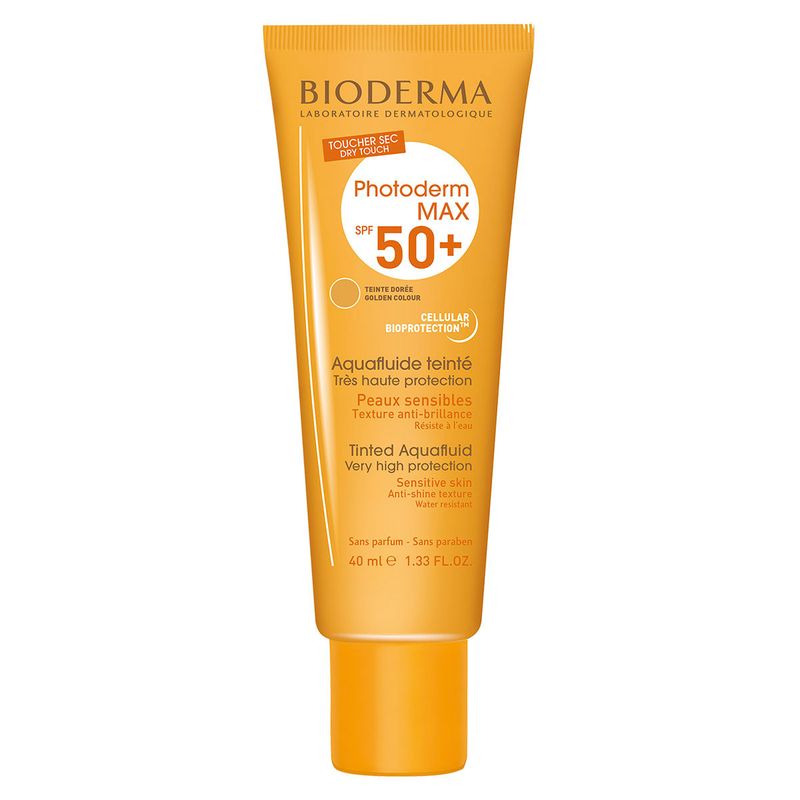 BIODERMA
LABORATOIRE DERMATOLOGIQUE
TOUCHER SEC
DRY TOUCH
Photoderm
MAX
SPF 50+
TEINTE DORÉE
GOLDEN COLOUR
CELLULAR
BIOPROTECTION™
Aquafluide teinté
Très haute protection
Peaux sensibles
Texture anti-brillance
Résiste à l'eau
Tinted Aquafluid
Very high protection
Sensitive skin
Anti-shine texture
Water resistant
Sans parfum - Sans paraben
40 ml ℮ 1.33 FL.OZ.